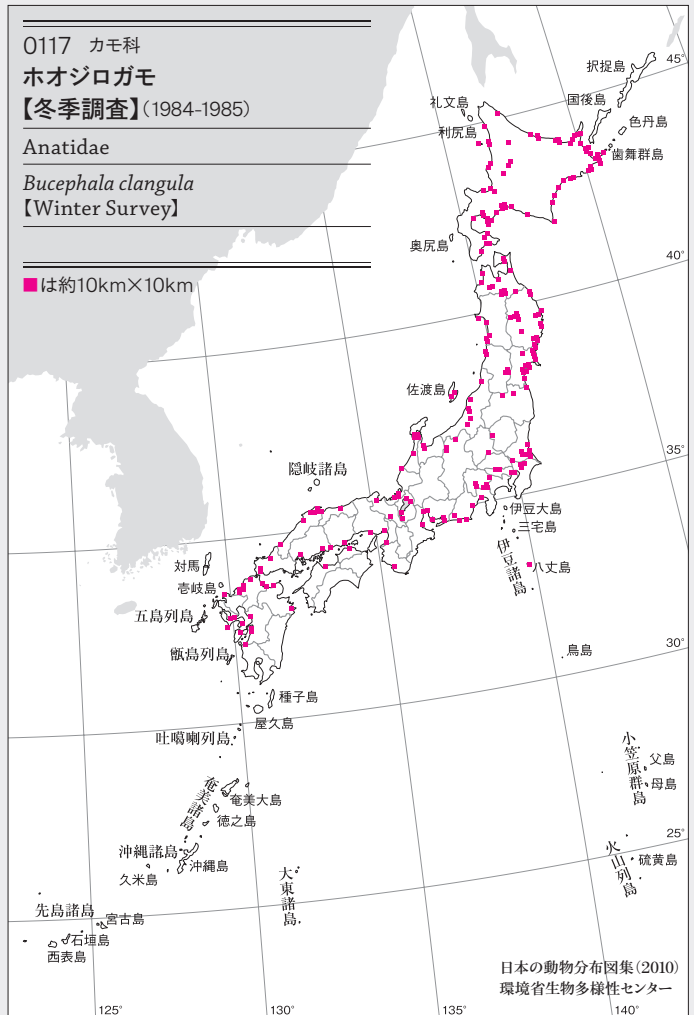 0117 カモ科
ホオジロガモ
【冬季調査】(1984-1985)
Anatidae
Bucephala clangula
【Winter Survey】
■は約10km×10km
45°
択捉島
国後島
礼文島
色丹島
利尻島
歯舞群島
奥尻島
40°
佐渡島
35°
隠岐諸島
伊豆大島
三宅島
伊豆諸島
八丈島
対馬
壱岐島
五島列島
甑島列島
鳥島
30°
種子島
屋久島
吐噶喇列島
小笠原群島
父島
母島
奄美諸島
奄美大島
徳之島
25°
沖縄諸島
沖縄島
久米島
火山列島
硫黄島
大東諸島
先島諸島
宮古島
石垣島
西表島
日本の動物分布図集(2010)
環境省生物多様性センター
125°
130°
135°
140°